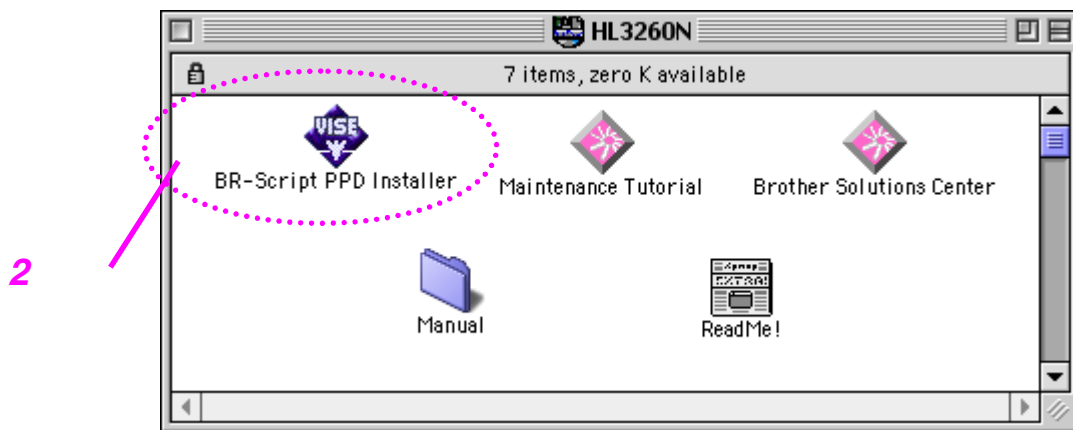 HL3260N
7 items, zero K available
VISE
BR-Script PPD Installer
Maintenance Tutorial
Brother Solutions Center
2
Manual
ReadMe!